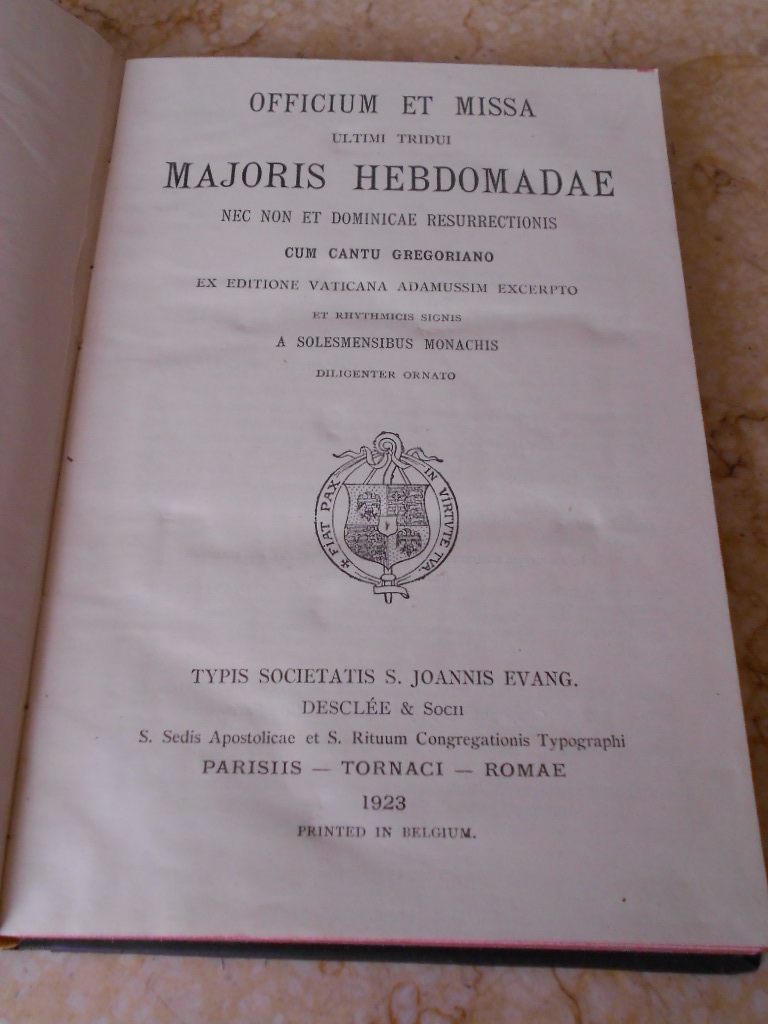 OFFICIUM ET MISSA
ULTIMI TRIDUI
MAJORIS HEBDOMADAE
NEC NON ET DOMINICAE RESURRECTIONIS
CUM CANTU GREGORIANO
EX EDITIONE VATICANA ADAMUSSIM EXCERPTO
ET RHYTHMICIS SIGNIS
A SOLESMENSIBUS MONACHIS
DILIGENTER ORNATO
✠ FIAT PAX IN VIRTVTE TVA.
TYPIS SOCIETATIS S. JOANNIS EVANG.
DESCLÉE & SOCII
S. Sedis Apostolicae et S. Rituum Congregationis Typographi
PARISIIS — TORNACI — ROMAE
1923
PRINTED IN BELGIUM.